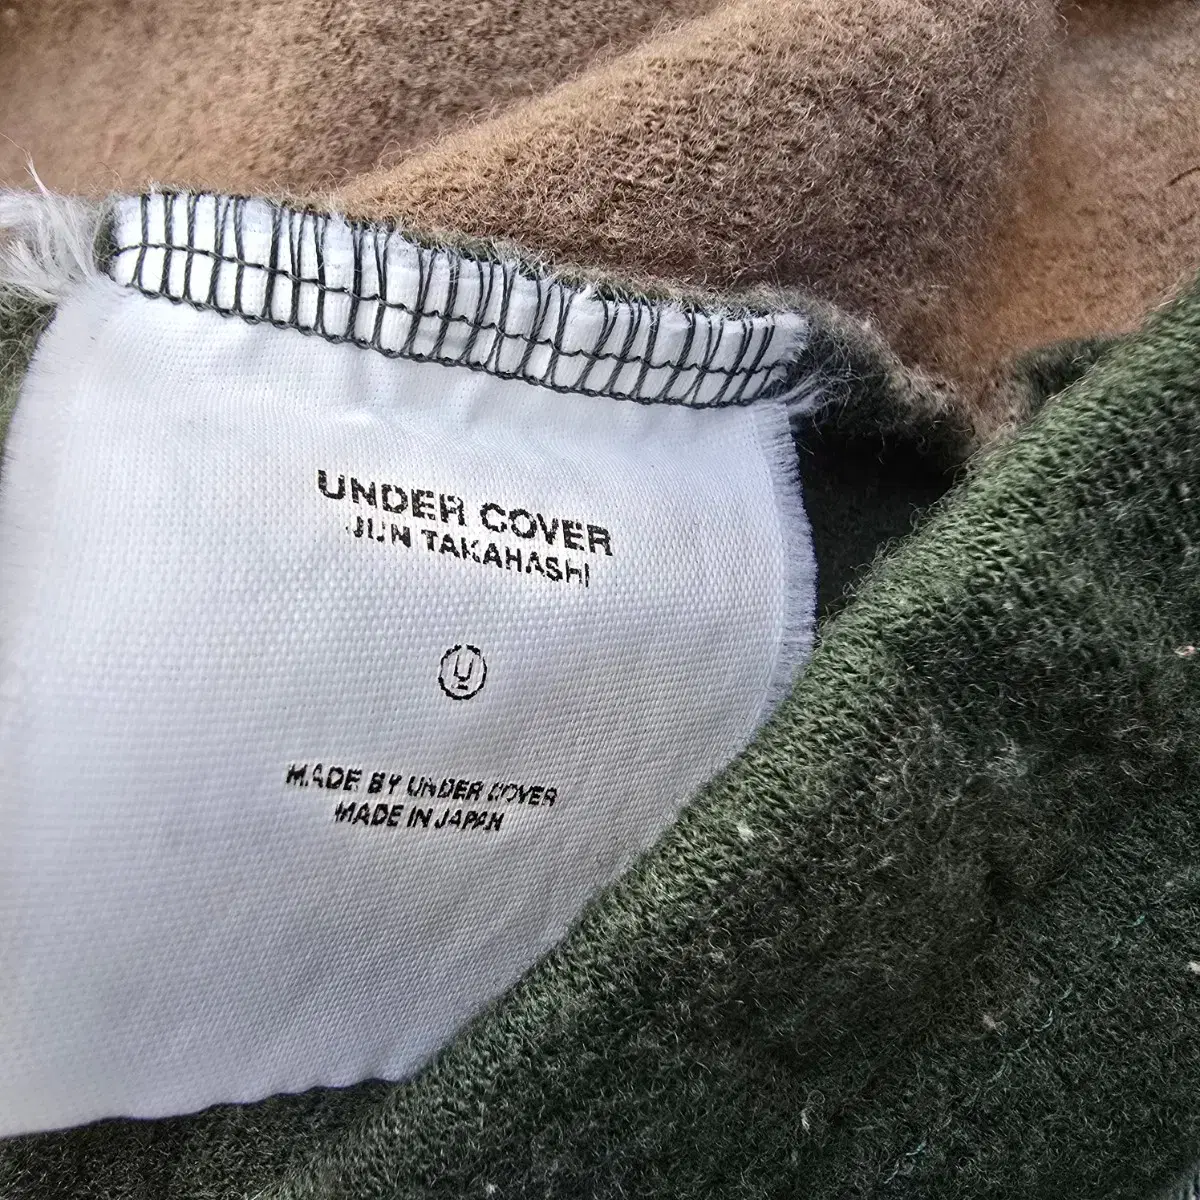 UNDER COVER
JUN TAKAHASHI
U
MADE BY UNDER COVER
MADE IN JAPAN